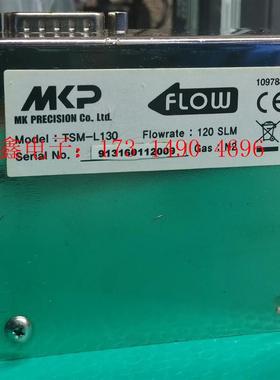 MKP
MK PRECISION Co. Ltd.
FLOW
10978
CE
Model : TSM-L130 Flowrate : 120 SLM
Serial No. 913160112009 Gas : N2
鑫电子：173 1490 4696